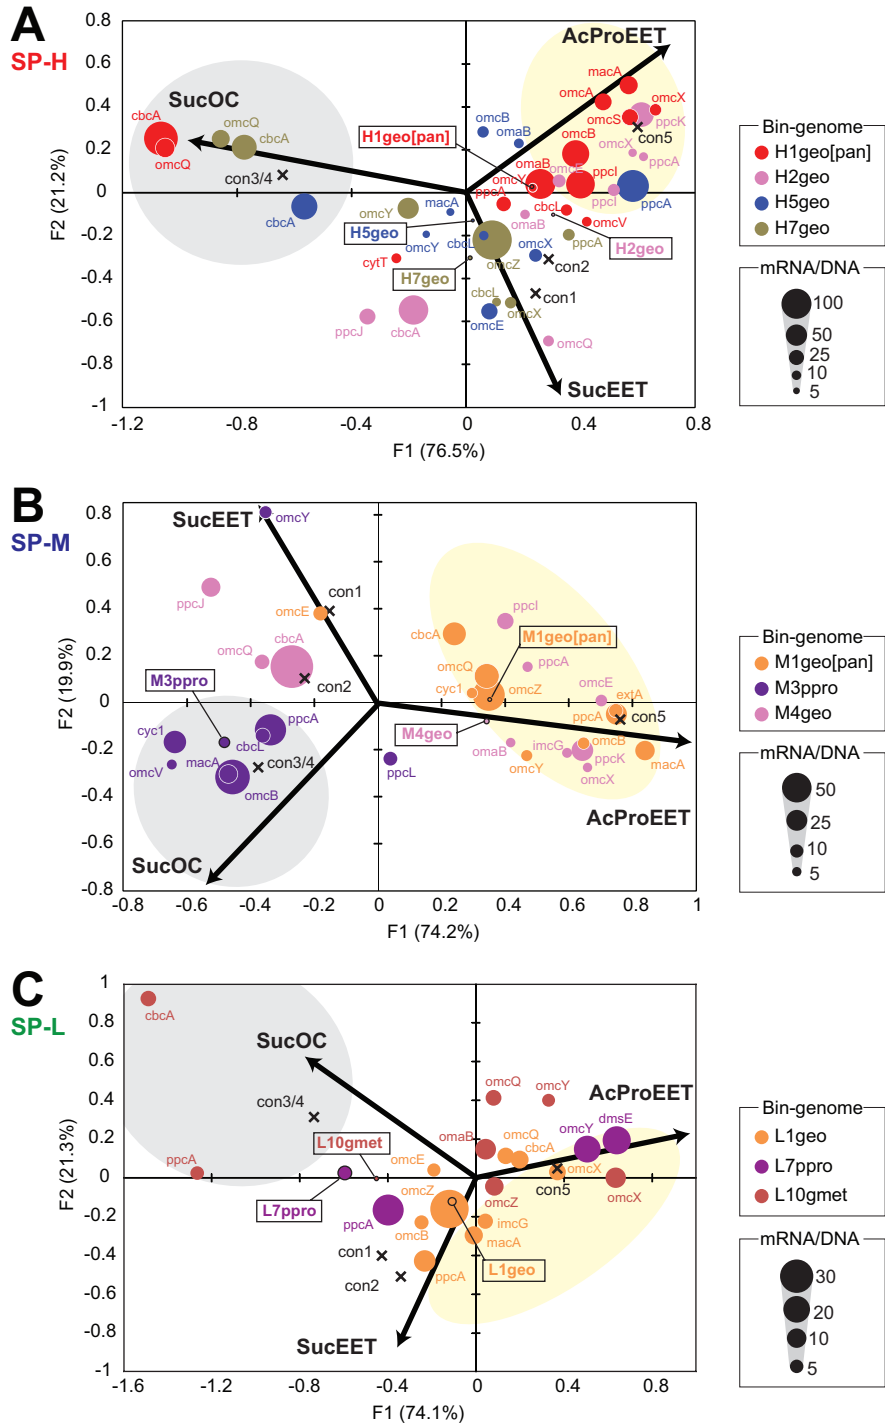 A
SP-H
0.8
0.6
0.4
0.2
0
-0.2
-0.4
-0.6
-0.8
-1
F2 (21.2%)
-1.2
-0.8
-0.4
0
0.4
0.8
F1 (76.5%)
AcProEET
SucOC
SucEET
macA
omcA
omcX
omcS
ppcK
con5
omcB
omaB
omcB
omcX
ppcA
cbcA
omcQ
omcQ
cbcA
con3/4
cbcA
H1geo[pan]
omaB
omcE
omcY
ppcI
ppcI
ppcA
ppcA
cbcL
omcV
omaB
macA
omcY
H5geo
omcY
cbcL
omcZ
omcX
ppcA
con2
H2geo
cytT
H7geo
con1
cbcL
omcX
omcE
ppcJ
cbcA
omcQ
Bin-genome
H1geo[pan]
H2geo
H5geo
H7geo
mRNA/DNA
100
50
25
10
5
B
SP-M
0.8
0.6
0.4
0.2
0
-0.2
-0.4
-0.6
-0.8
F2 (19.9%)
-0.8
-0.6
-0.4
-0.2
0
0.2
0.4
0.6
0.8
1
F1 (74.2%)
SucEET
omcY
ppcJ
omcE
con1
omcQ
cbcA
con2
M3ppro
cyc1
ppcA
cbcL
omcV
macA
con3/4
omcB
SucOC
ppcL
ppcI
cbcA
M1geo[pan]
omcQ
ppcA
cyc1
omcZ
omcE
extA
ppcA
con5
M4geo
omaB
imcG
omcB
omcY
ppcK
omcX
macA
AcProEET
Bin-genome
M1geo[pan]
M3ppro
M4geo
mRNA/DNA
50
25
10
5
C
SP-L
1
0.8
0.6
0.4
0.2
0
-0.2
-0.4
-0.6
-0.8
-1
F2 (21.3%)
-1.6
-1.2
-0.8
-0.4
0
0.4
0.8
F1 (74.1%)
cbcA
SucOC
con3/4
ppcA
L10gmet
L7ppro
omcE
omaB
omcQ
omcY
AcProEET
omcQ
cbcA
omcY
dmsE
omcX
con5
omcX
omcZ
omcZ
ppcA
omcB
imcG
macA
con1
con2
ppcA
L1geo
SucEET
Bin-genome
L1geo
L7ppro
L10gmet
mRNA/DNA
30
20
10
5